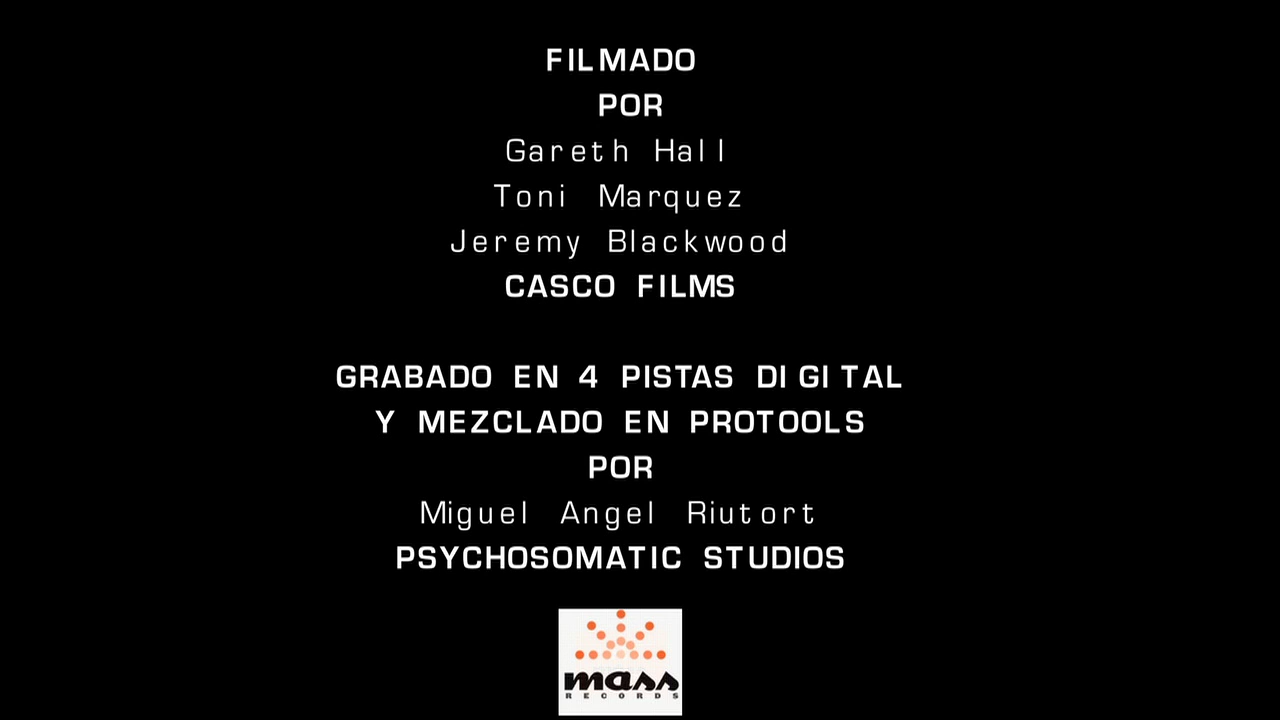 FILMADO
POR
Gareth Hall
Toni Marquez
Jeremy Blackwood
CASCO FILMS
GRABADO EN 4 PISTAS DIGITAL
Y MEZCLADO EN PROTOOLS
POR
Miguel Angel Riutort
PSYCHOSOMATIC STUDIOS
mass
RECORDS